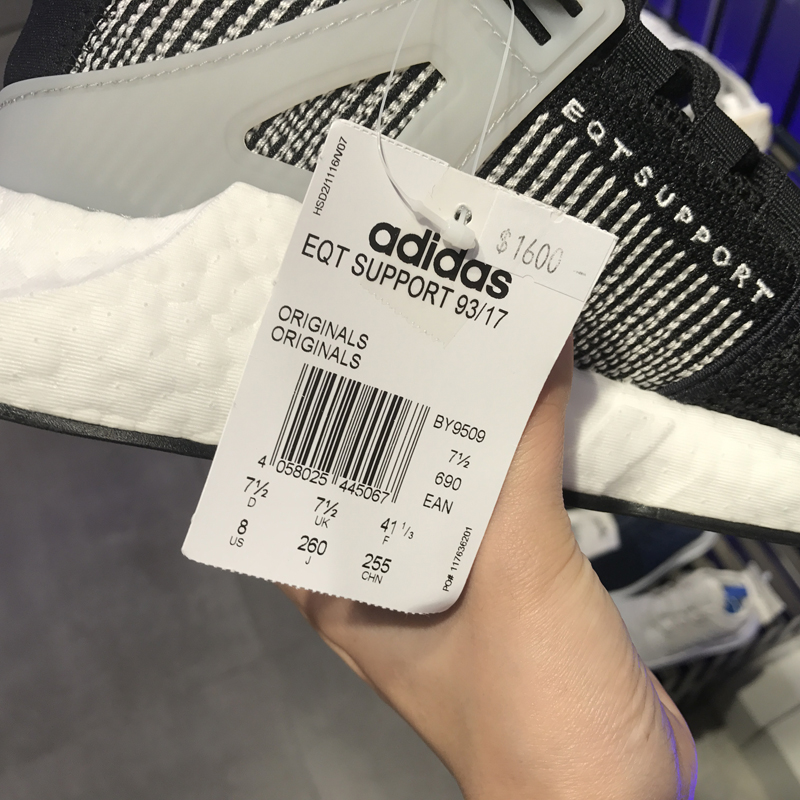 EQT SUPPORT
HSD2/1116/V07
$1600 -
adidas
EQT SUPPORT 93/17
ORIGINALS
ORIGINALS
BY9509
7½
690
EAN
4 058025 445067
7½ 7½ 41 1/3
D UK F
8 260 255
US J CHN
PO# 117636201